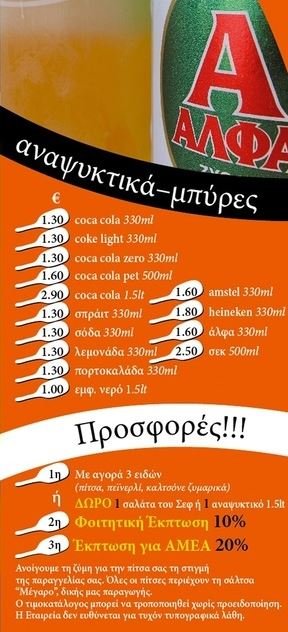 Α
ΑΛΦΑ
αναψυκτικά–μπύρες
€
1.30 coca cola 330ml
1.30 coke light 330ml
1.30 coca cola zero 330ml
1.60 coca cola pet 500ml
2.90 coca cola 1.5lt
1.30 σπράιτ 330ml
1.30 σόδα 330ml
1.30 λεμονάδα 330ml
1.30 πορτοκαλάδα 330ml
1.00 εμφ. νερό 1.5lt
1.60 amstel 330ml
1.80 heineken 330ml
1.60 άλφα 330ml
2.50 σεκ 500ml
Προσφορές!!!
1η Με αγορά 3 ειδών
(πίτσα, πεϊνερλί, καλτσόνε ζυμαρικά)
ή ΔΩΡΟ 1 σαλάτα του Σεφ ή 1 αναψυκτικό 1.5lt
2η Φοιτητική Έκπτωση 10%
3η Έκπτωση για ΑΜΕΑ 20%
Ανοίγουμε τη ζύμη για την πίτσα σας τη στιγμή
της παραγγελίας σας. Όλες οι πίτσες περιέχουν τη σάλτσα
“Μέγαρο”, δικής μας παραγωγής.
Ο τιμοκατάλογος μπορεί να τροποποιηθεί χωρίς προειδοποίηση.
Η Εταιρεία δεν ευθύνεται για τυχόν τυπογραφικά λάθη.